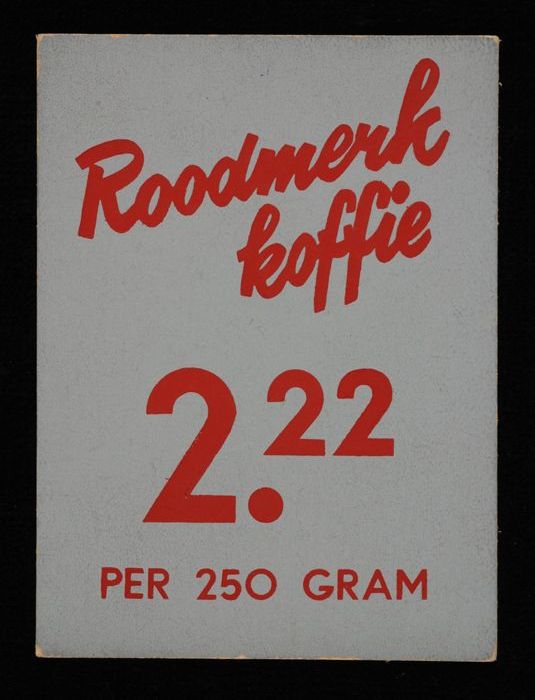 Roodmerk
koffie
2.22
PER 250 GRAM